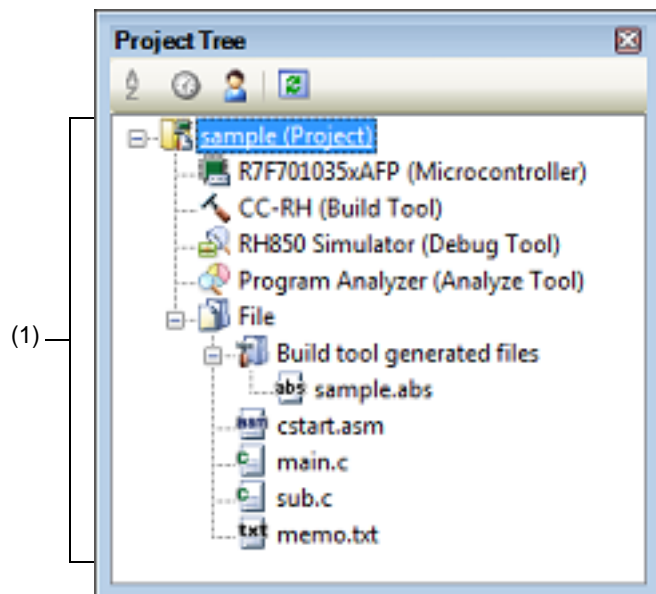 Project Tree
sample (Project)
R7F701035xAFP (Microcontroller)
CC-RH (Build Tool)
RH850 Simulator (Debug Tool)
Program Analyzer (Analyze Tool)
File
(1)
Build tool generated files
abs sample.abs
asm cstart.asm
c main.c
c sub.c
txt memo.txt